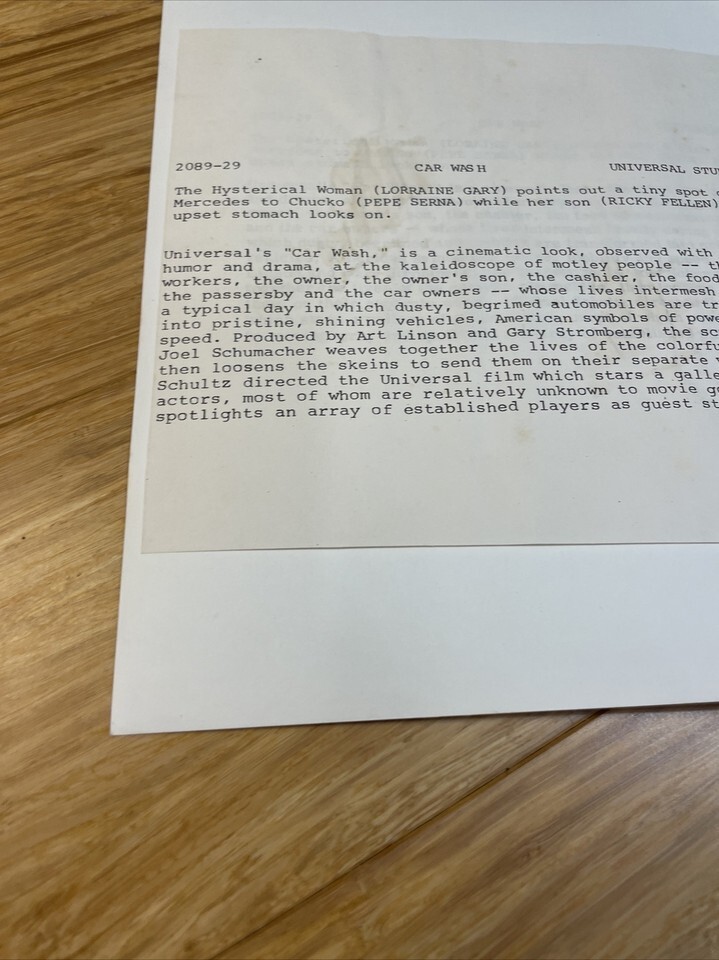 2089-29 CAR WASH UNIVERSAL STU
The Hysterical Woman (LORRAINE GARY) points out a tiny spot
Mercedes to Chucko (PEPE SERNA) while her son (RICKY FELLEN)
upset stomach looks on.
Universal's "Car Wash," is a cinematic look, observed with
humor and drama, at the kaleidoscope of motley people --
workers, the owner, the owner's son, the cashier, the food
the passersby and the car owners -- whose lives intermesh
a typical day in which dusty, begrimed automobiles are tr
into pristine, shining vehicles, American symbols of powe
speed. Produced by Art Linson and Gary Stromberg, the sc
Joel Schumacher weaves together the lives of the colorfu
then loosens the skeins to send them on their separate
Schultz directed the Universal film which stars a galle
actors, most of whom are relatively unknown to movie g
spotlights an array of established players as guest st